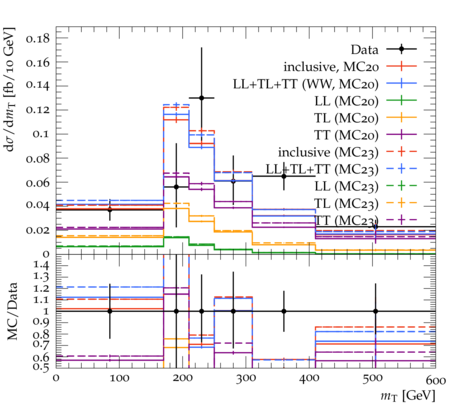 dσ/dm_T [fb/10 GeV]
0.18
0.16
0.14
0.12
0.1
0.08
0.06
0.04
0.02
0
Data
inclusive, MC20
LL+TL+TT (WW, MC20)
LL (MC20)
TL (MC20)
TT (MC20)
inclusive (MC23)
LL+TL+TT (MC23)
LL (MC23)
TL (MC23)
TT (MC23)
MC/Data
1.4
1.3
1.2
1.1
1
0.9
0.8
0.7
0.6
0.5
0 100 200 300 400 500 600
m_T [GeV]